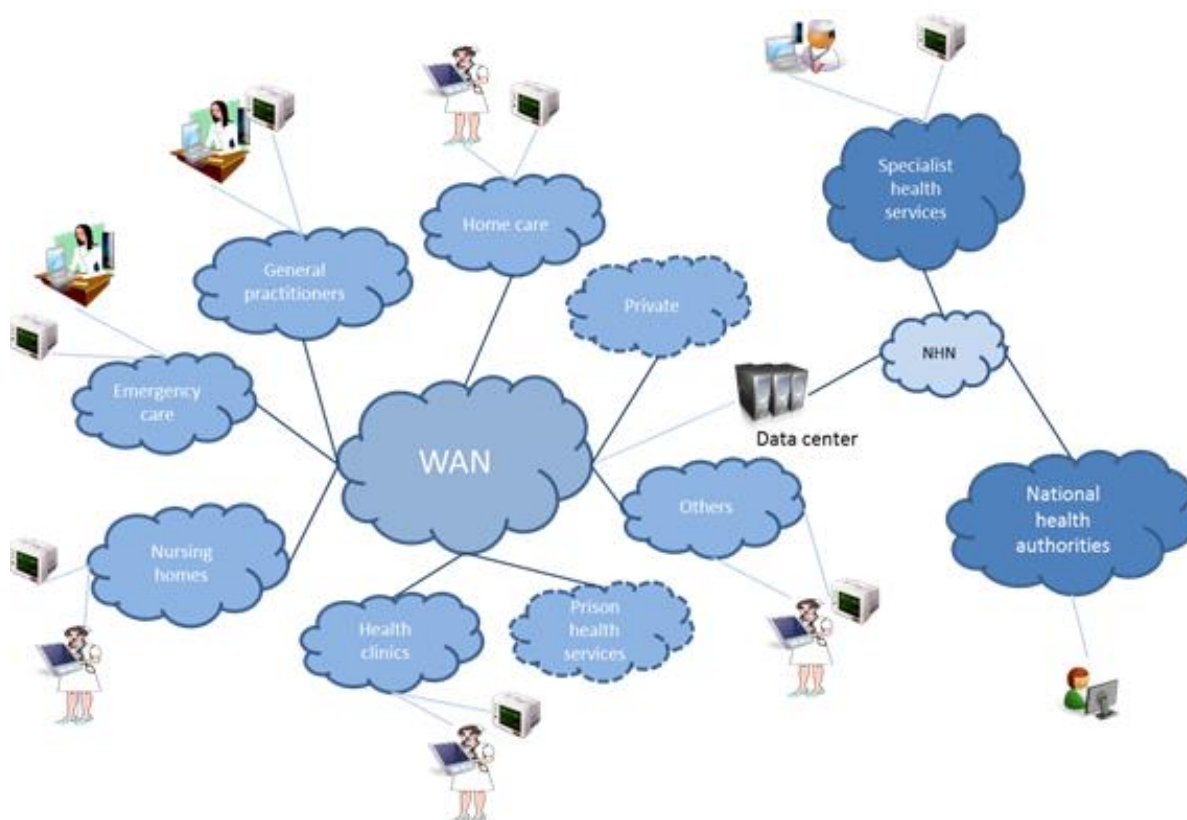 Specialist
health
services
Home care
General
practitioners
Private
NHN
Emergency
care
Data center
WAN
National
health
authorities
Others
Nursing
homes
Prison
health
services
Health
clinics